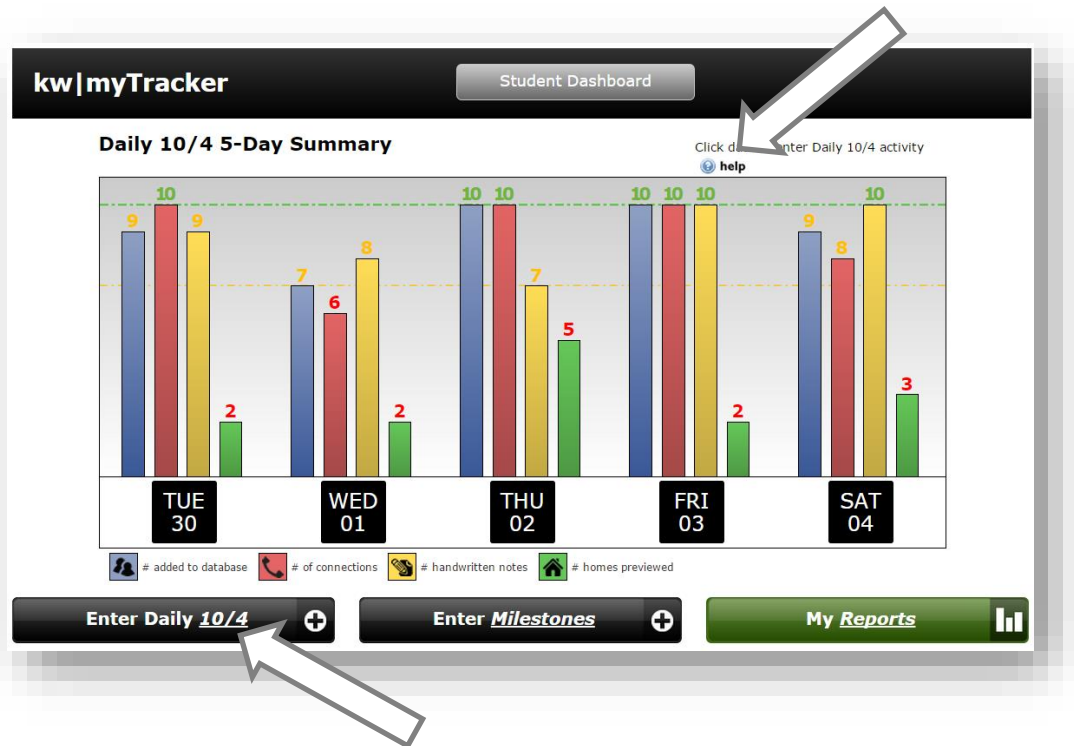 kw|myTracker
Student Dashboard
Daily 10/4 5-Day Summary
Click enter Daily 10/4 activity
help
10 10 10 10 10 10 10
9 9 9
8 8
7 7
6
5
3
2 2 2
TUE WED THU FRI SAT
30 01 02 03 04
# added to database # of connections # handwritten notes # homes previewed
Enter Daily 10/4 Enter Milestones My Reports